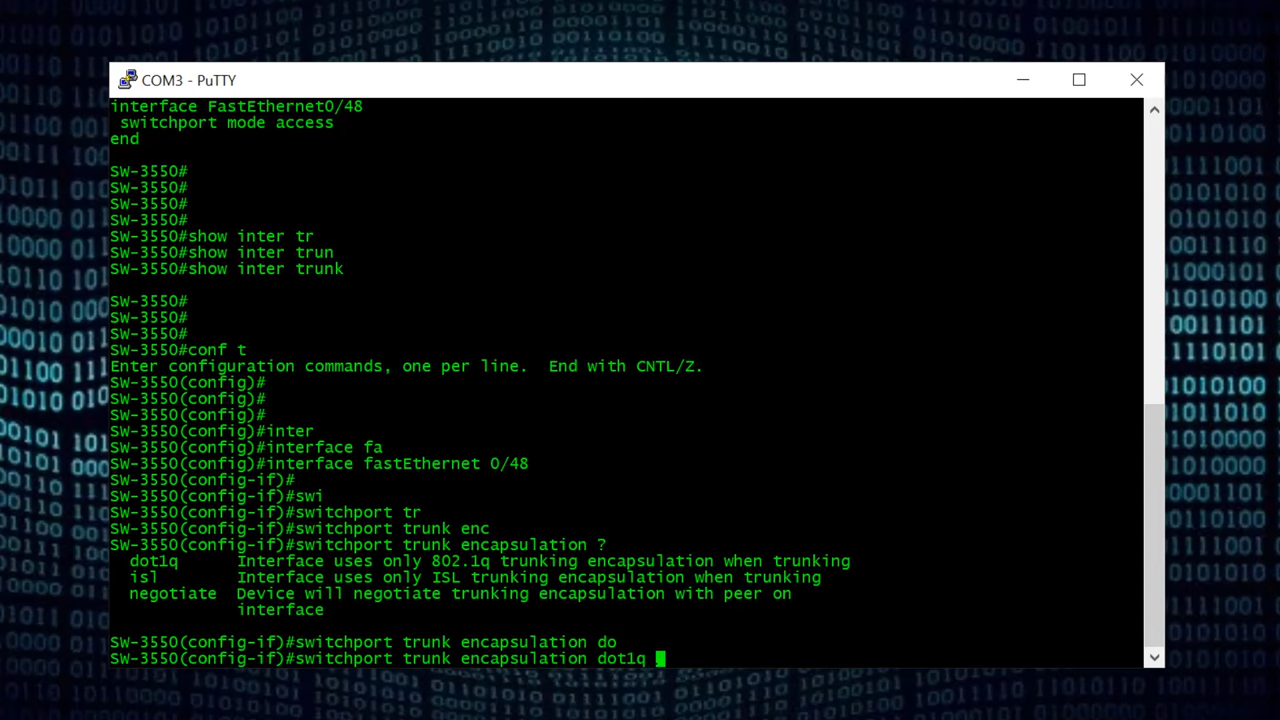 COM3 - PuTTY
interface FastEthernet0/48
 switchport mode access
end
SW-3550#
SW-3550#
SW-3550#
SW-3550#
SW-3550#show inter tr
SW-3550#show inter trun
SW-3550#show inter trunk
SW-3550#
SW-3550#
SW-3550#
SW-3550#conf t
Enter configuration commands, one per line.  End with CNTL/Z.
SW-3550(config)#
SW-3550(config)#
SW-3550(config)#
SW-3550(config)#inter
SW-3550(config)#interface fa
SW-3550(config)#interface fastEthernet 0/48
SW-3550(config-if)#
SW-3550(config-if)#swi
SW-3550(config-if)#switchport tr
SW-3550(config-if)#switchport trunk enc
SW-3550(config-if)#switchport trunk encapsulation ?
  dot1q      Interface uses only 802.1q trunking encapsulation when trunking
  isl        Interface uses only ISL trunking encapsulation when trunking
  negotiate  Device will negotiate trunking encapsulation with peer on
             interface
SW-3550(config-if)#switchport trunk encapsulation do
SW-3550(config-if)#switchport trunk encapsulation dot1q